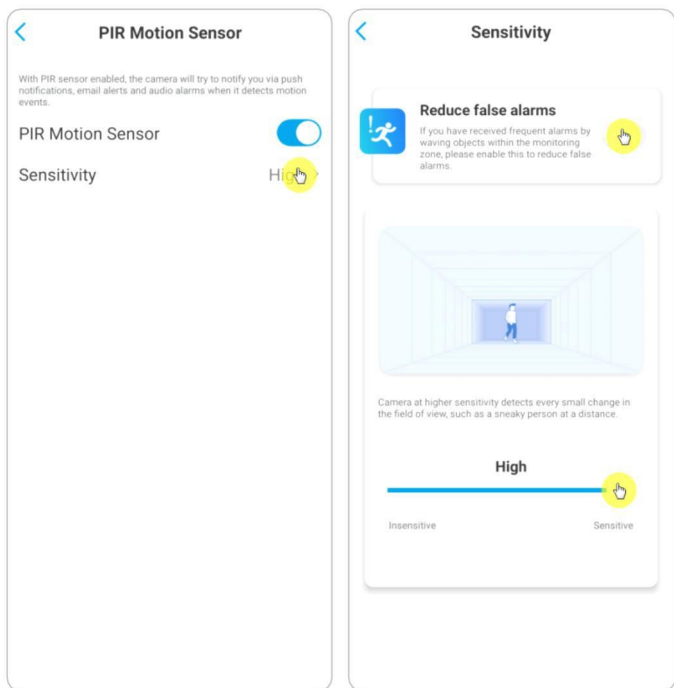 PIR Motion Sensor
With PIR sensor enabled, the camera will try to notify you via push
notifications, email alerts and audio alarms when it detects motion
events.
PIR Motion Sensor
Sensitivity
High
Sensitivity
Reduce false alarms
If you have received frequent alarms by
waving objects within the monitoring
zone, please enable this to reduce false
alarms.
Camera at higher sensitivity detects every small change in
the field of view, such as a sneaky person at a distance.
High
Insensitive
Sensitive